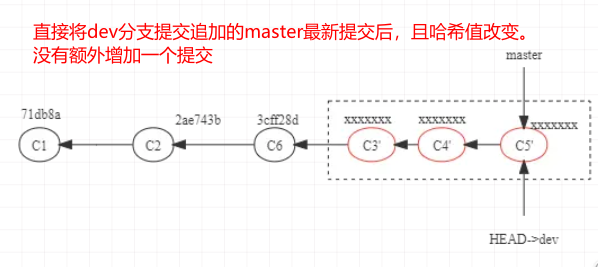 直接将dev分支提交追加的master最新提交后，且哈希值改变。
没有额外增加一个提交
master
71db8a
2ae743b
3cff28d
xxxxxxx
xxxxxxx
xxxxxxx
C1
C2
C6
C3'
C4'
C5'
HEAD->dev